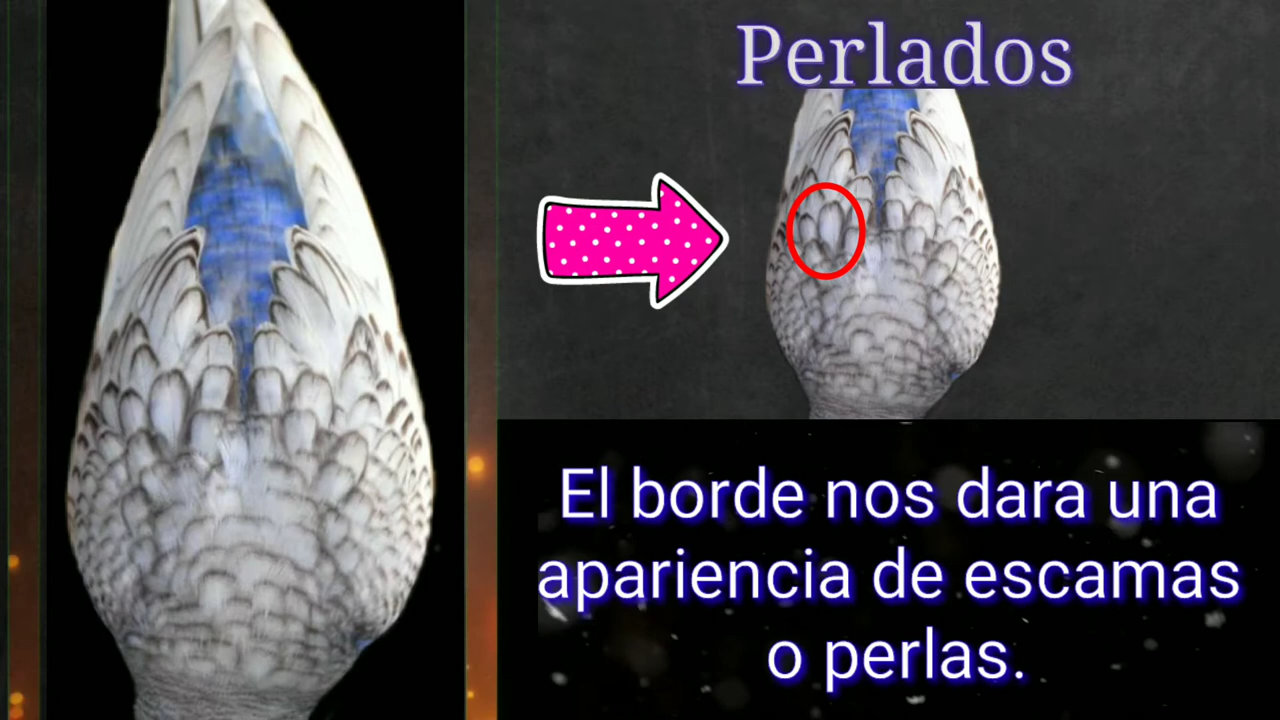 Perlados
El borde nos dara una
apariencia de escamas
o perlas.